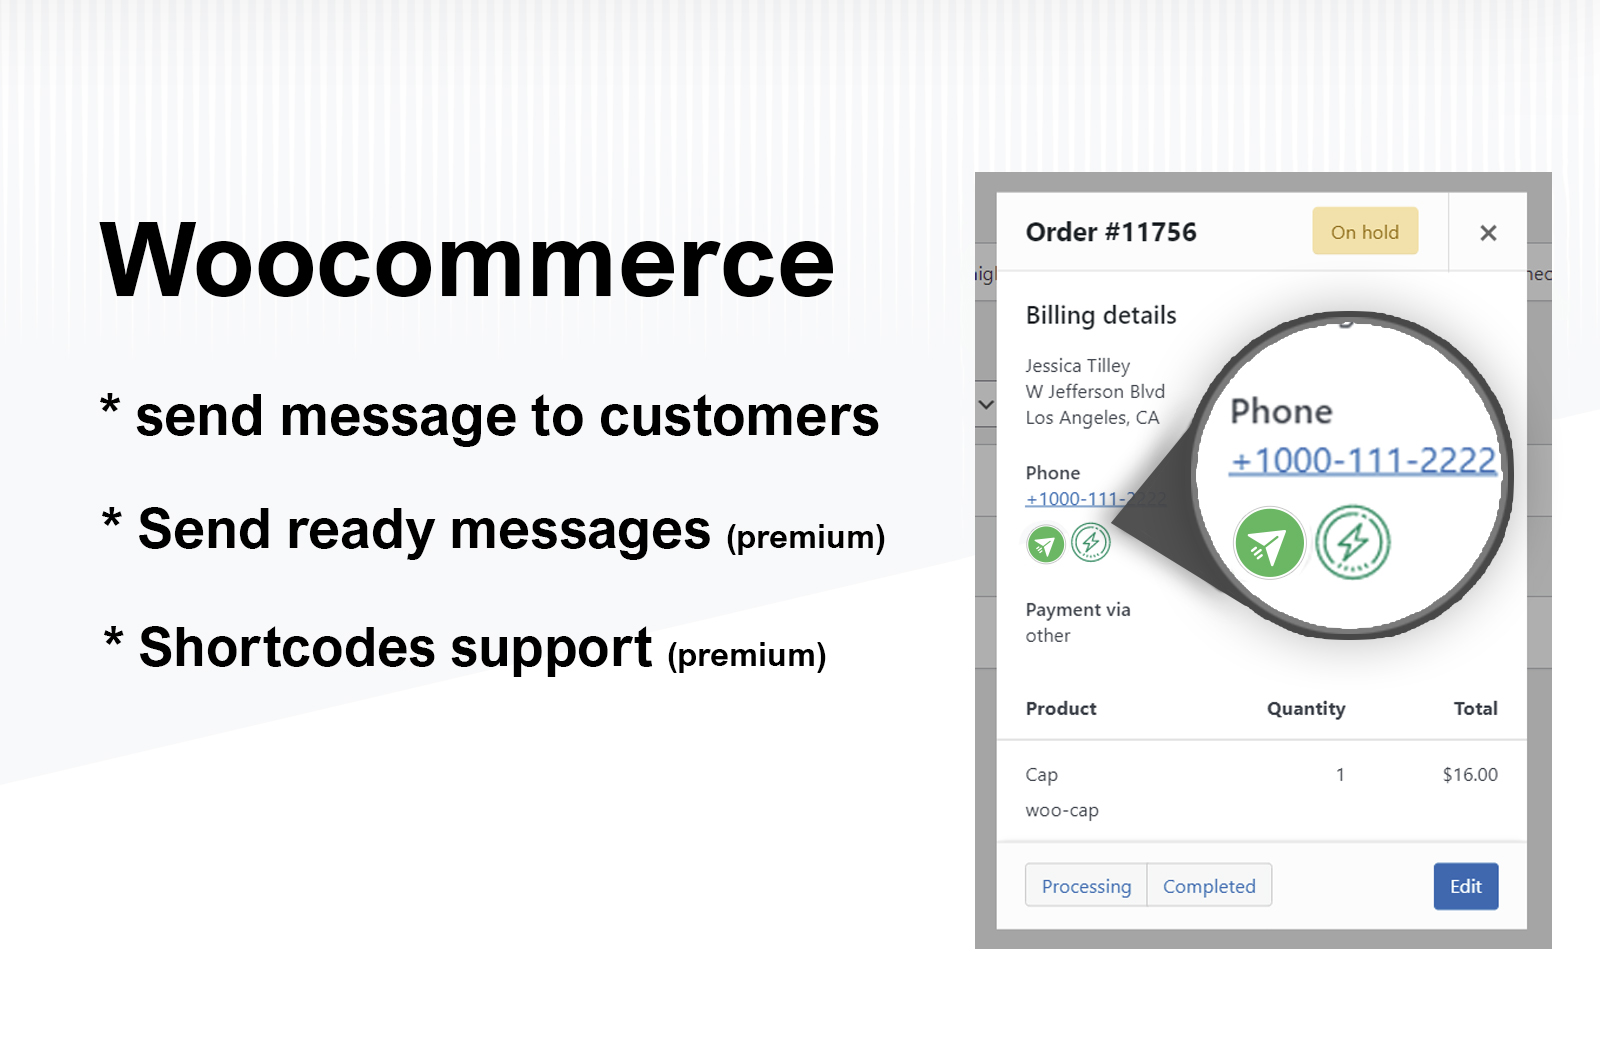 Woocommerce
* send message to customers
* Send ready messages (premium)
* Shortcodes support (premium)
Order #11756
On hold
Billing details
Jessica Tilley
W Jefferson Blvd
Los Angeles, CA
Phone
+1000-111-2222
Phone
+1000-111-2222
Payment via
other
Product Quantity Total
Cap 1 $16.00
woo-cap
Processing Completed Edit